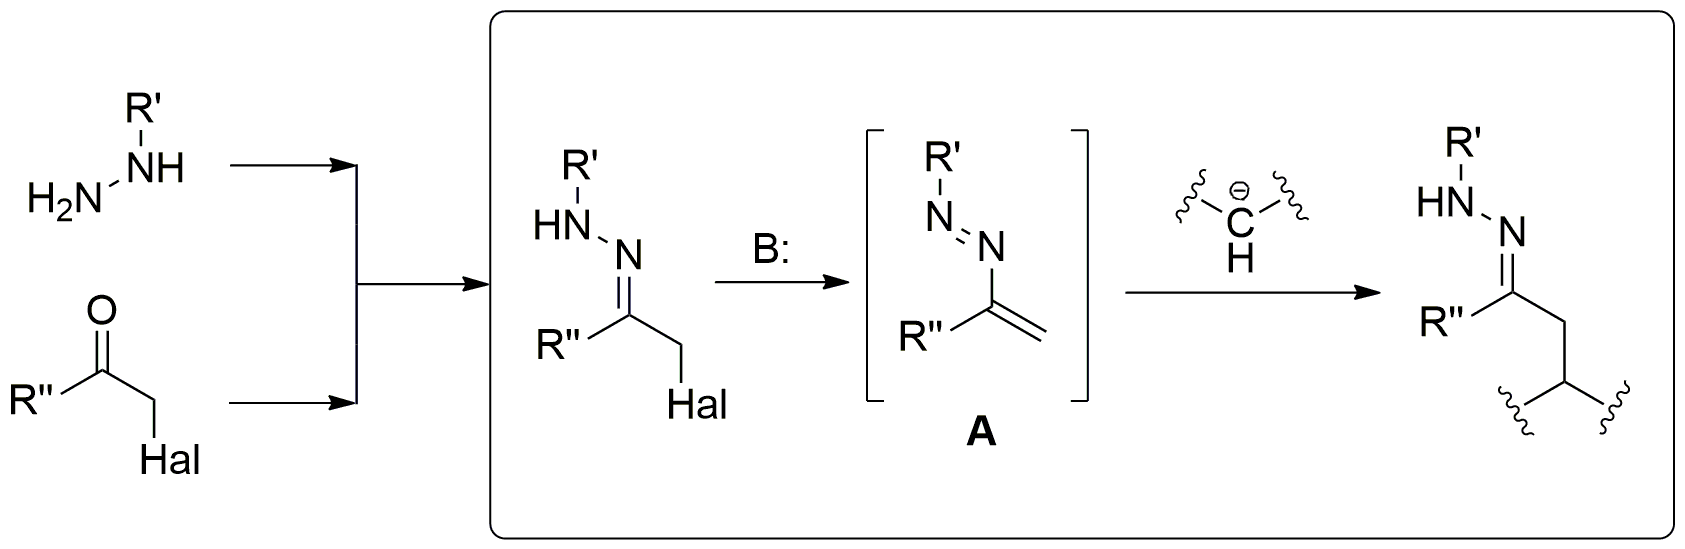 R'
NH
H2N
O
R"
Hal
R'
HN
N
R"
Hal
B:
R'
N
N
R"
A
⊖
C
H
R'
HN
N
R"